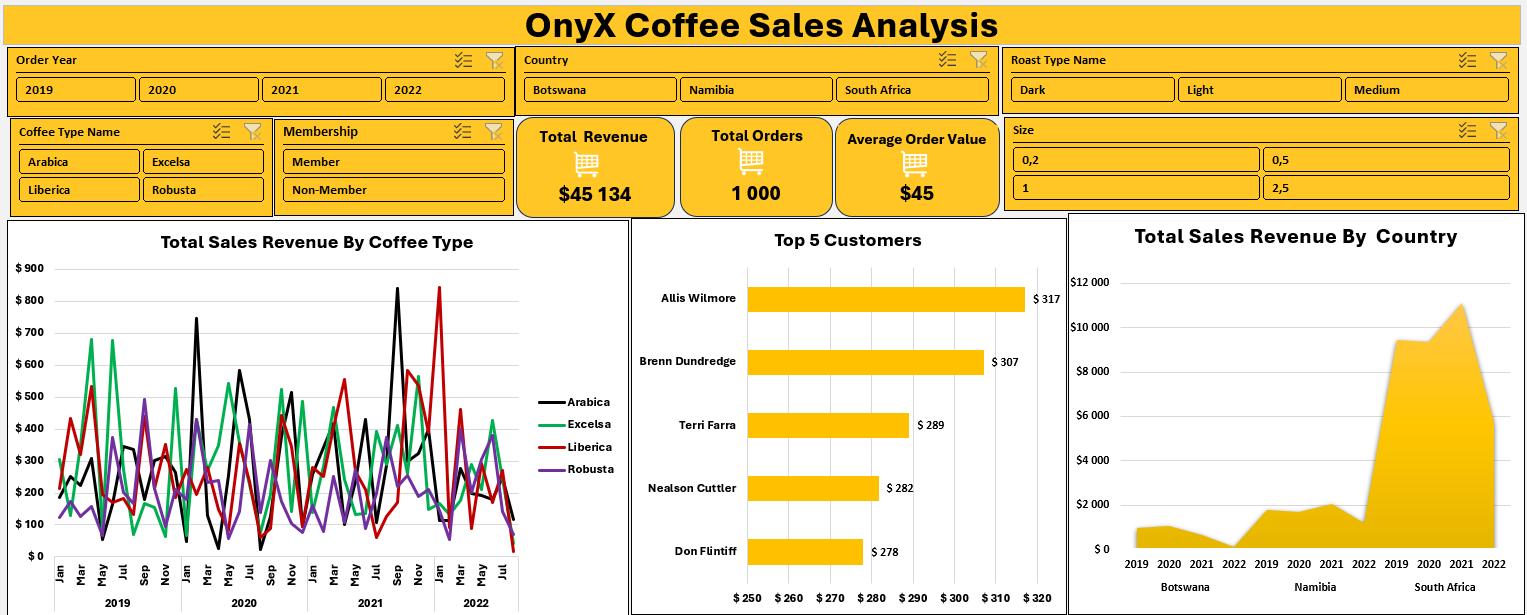 OnyX Coffee Sales Analysis
Order Year
2019 2020 2021 2022
Country
Botswana Namibia South Africa
Roast Type Name
Dark Light Medium
Coffee Type Name
Arabica Excelsa
Liberica Robusta
Membership
Member
Non-Member
Total Revenue
$45 134
Total Orders
1 000
Average Order Value
$45
Size
0,2 0,5
1 2,5
Total Sales Revenue By Coffee Type
$ 900
$ 800
$ 700
$ 600
$ 500
$ 400
$ 300
$ 200
$ 100
$ 0
Jan Mar May Jul Sep Nov Jan Mar May Jul Sep Nov Jan Mar May Jul Sep Nov Jan Mar May Jul
2019 2020 2021 2022
Arabica
Excelsa
Liberica
Robusta
Top 5 Customers
Allis Wilmore $ 317
Brenn Dundredge $ 307
Terri Farra $ 289
Nealson Cuttler $ 282
Don Flintiff $ 278
$ 250 $ 260 $ 270 $ 280 $ 290 $ 300 $ 310 $ 320
Total Sales Revenue By Country
$12 000
$10 000
$8 000
$6 000
$4 000
$2 000
$ 0
2019 2020 2021 2022 2019 2020 2021 2022 2019 2020 2021 2022
Botswana Namibia South Africa